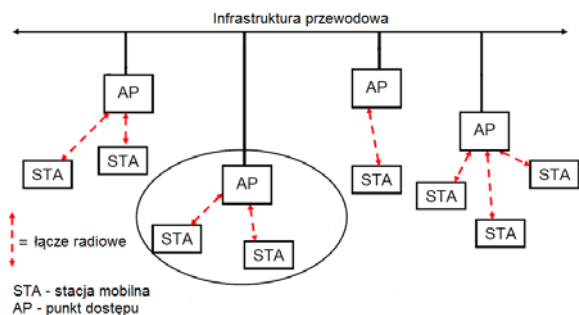 Infrastruktura przewodowa
AP
AP
AP
AP
STA
STA
STA
STA
STA
STA
STA
STA
= łącze radiowe
STA - stacja mobilna
AP - punkt dostępu